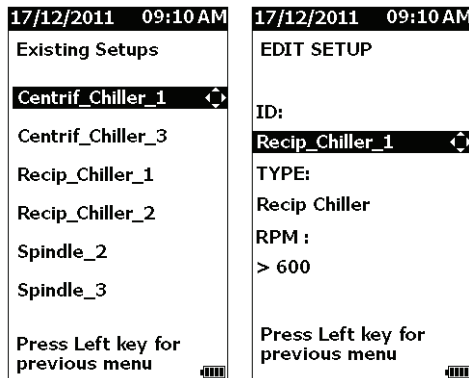 17/12/2011 09:10 AM
Existing Setups
Centrif_Chiller_1
Centrif_Chiller_3
Recip_Chiller_1
Recip_Chiller_2
Spindle_2
Spindle_3
Press Left key for
previous menu
17/12/2011 09:10 AM
EDIT SETUP
ID:
Recip_Chiller_1
TYPE:
Recip Chiller
RPM :
> 600
Press Left key for
previous menu